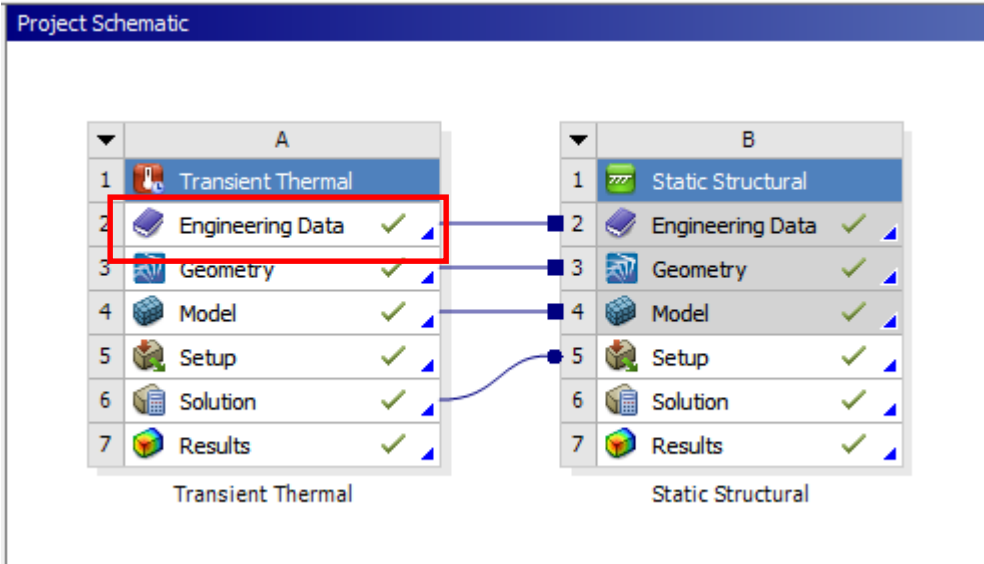 Project Schematic
A
1 Transient Thermal
2 Engineering Data
3 Geometry
4 Model
5 Setup
6 Solution
7 Results
Transient Thermal
B
1 Static Structural
2 Engineering Data
3 Geometry
4 Model
5 Setup
6 Solution
7 Results
Static Structural